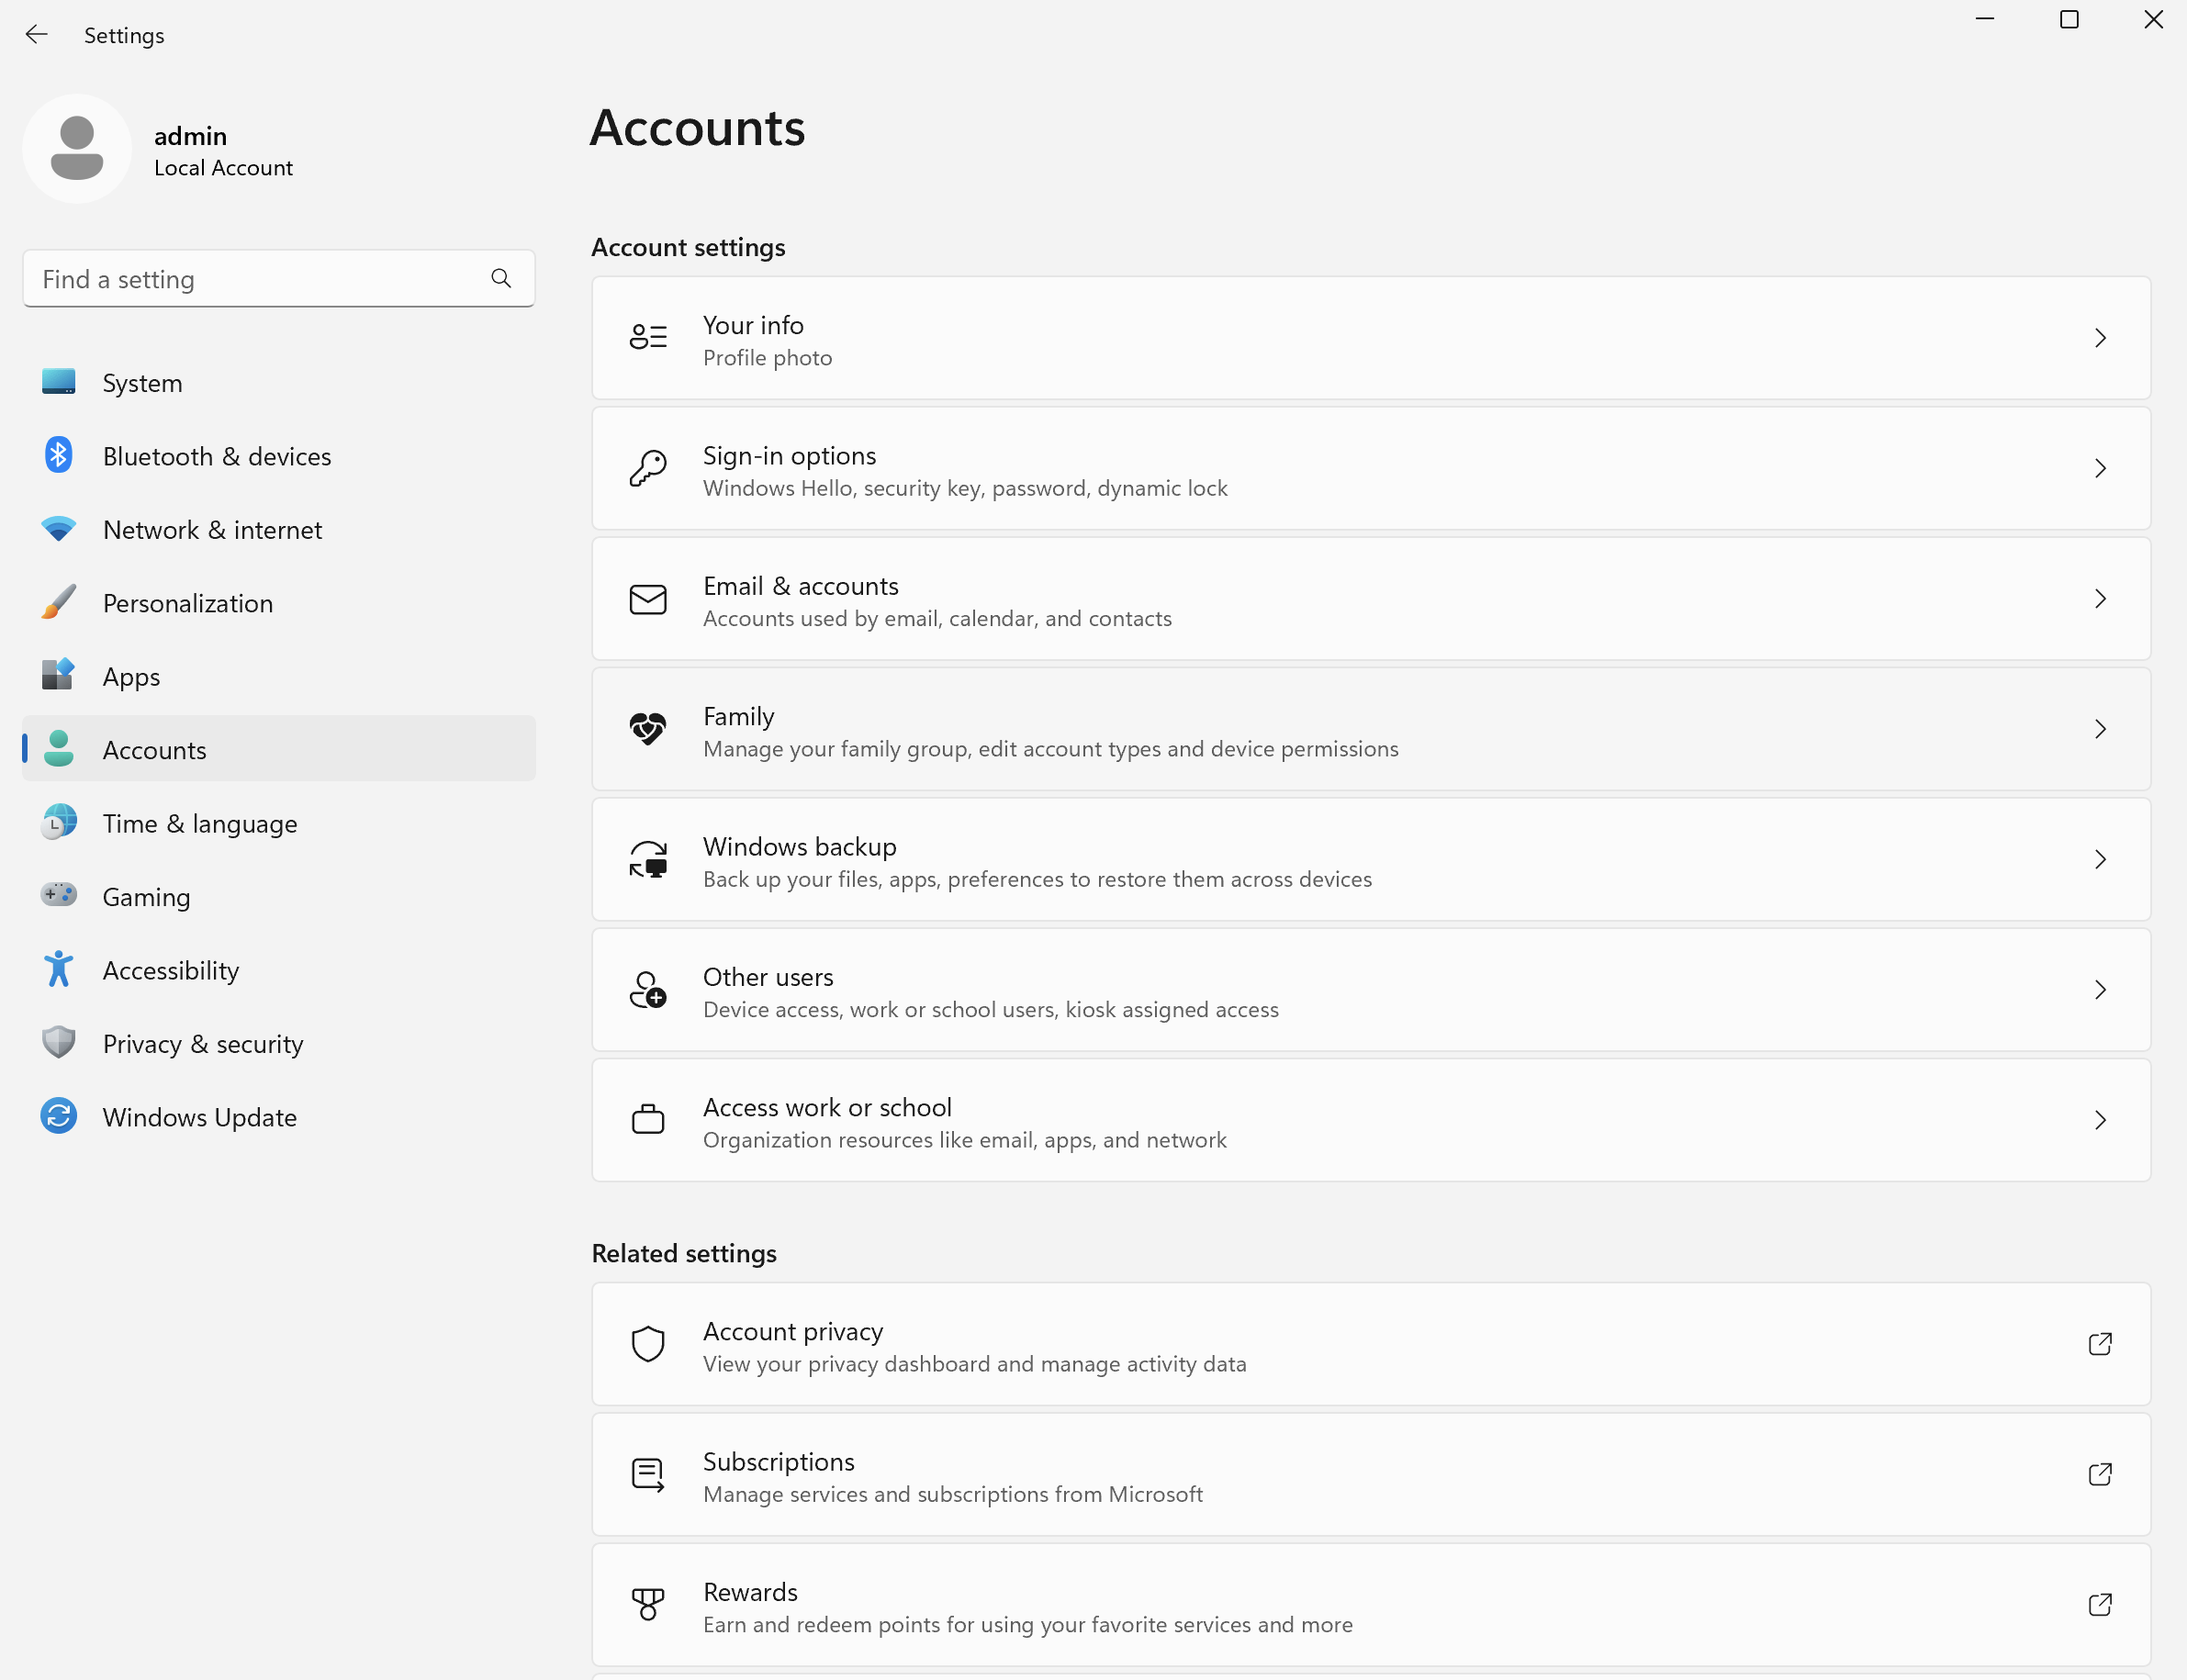 Settings
admin
Local Account
Find a setting
System
Bluetooth & devices
Network & internet
Personalization
Apps
Accounts
Time & language
Gaming
Accessibility
Privacy & security
Windows Update
Accounts
Account settings
Your info
Profile photo
Sign-in options
Windows Hello, security key, password, dynamic lock
Email & accounts
Accounts used by email, calendar, and contacts
Family
Manage your family group, edit account types and device permissions
Windows backup
Back up your files, apps, preferences to restore them across devices
Other users
Device access, work or school users, kiosk assigned access
Access work or school
Organization resources like email, apps, and network
Related settings
Account privacy
View your privacy dashboard and manage activity data
Subscriptions
Manage services and subscriptions from Microsoft
Rewards
Earn and redeem points for using your favorite services and more